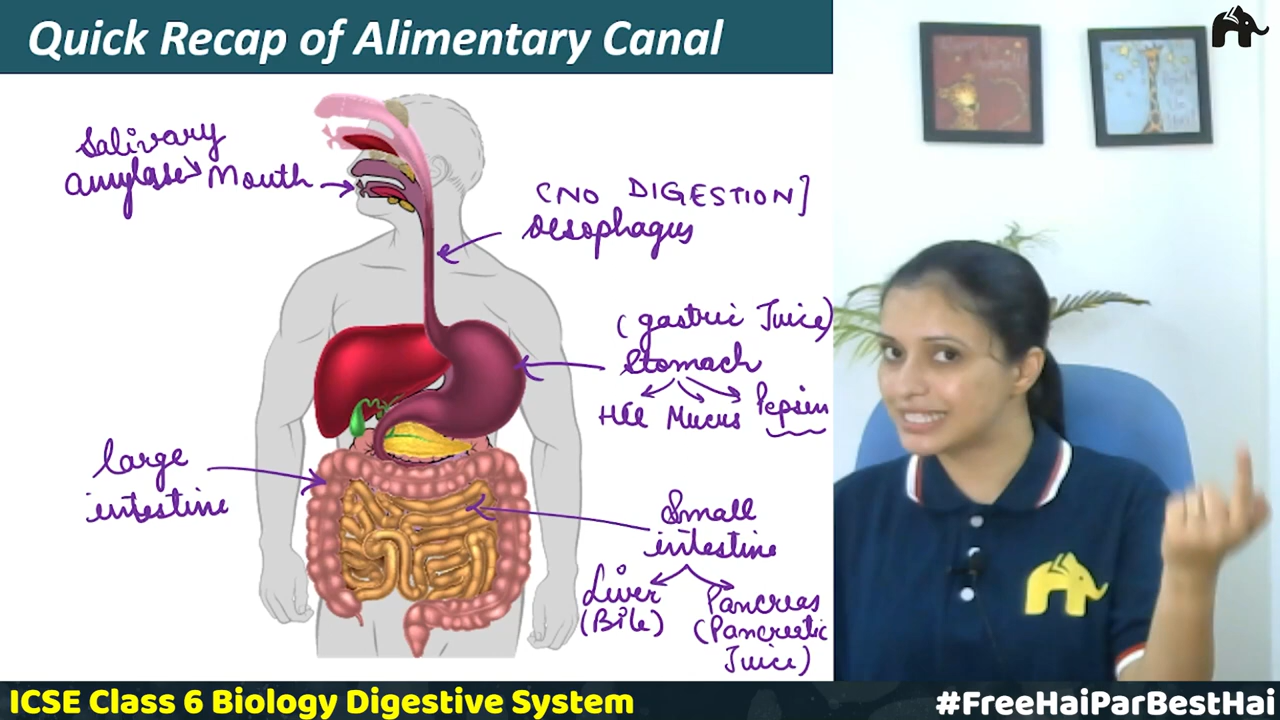 Quick Recap of Alimentary Canal
Salivary
amylase Mouth
(NO DIGESTION]
Oesophagus
(gastric Juice)
Stomach
HCl Mucus Pepsin
large
intestine
Small
intestine
Liver
(Bile)
Pancreas
(Pancreatic
Juice)
ICSE Class 6 Biology Digestive System
#FreeHaiParBestHai